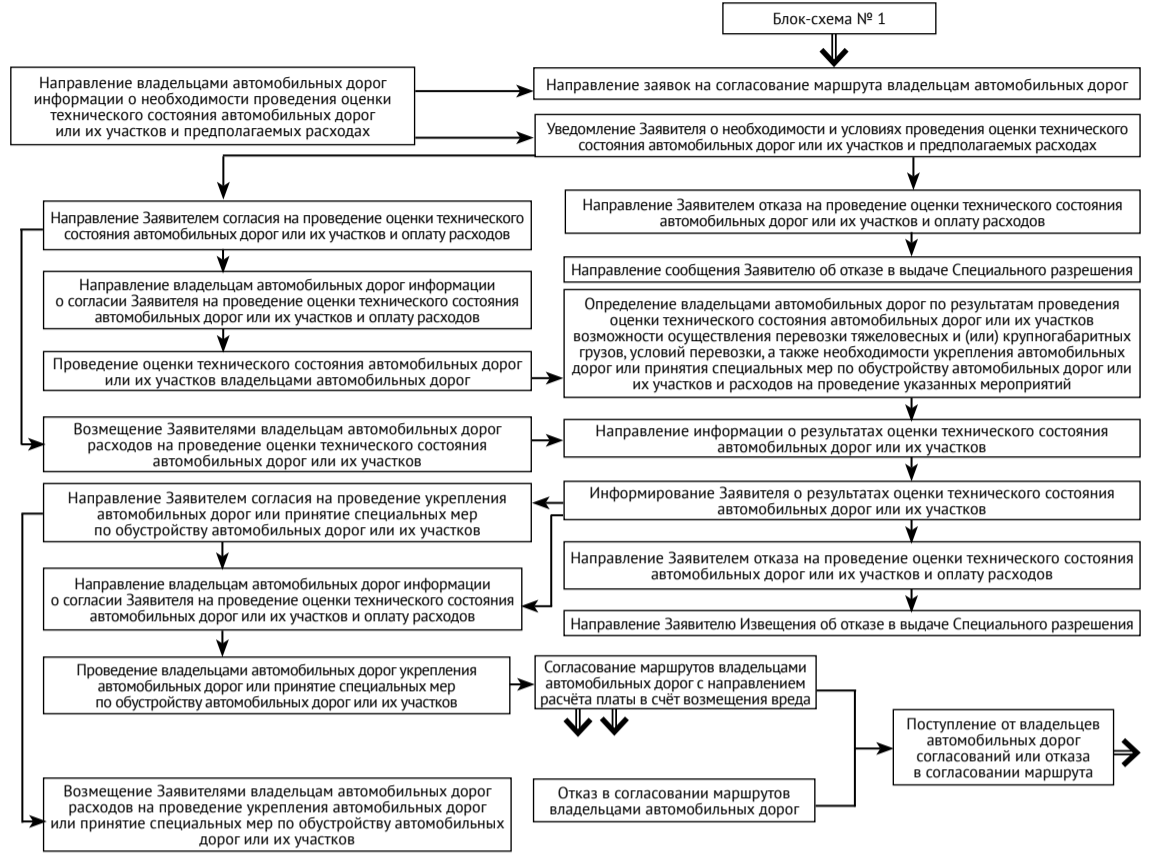 Блок-схема № 1
Направление владельцами автомобильных дорог
информации о необходимости проведения оценки
технического состояния автомобильных дорог
или их участков и предполагаемых расходах
Направление заявок на согласование маршрута владельцам автомобильных дорог
Уведомление Заявителя о необходимости и условиях проведения оценки технического
состояния автомобильных дорог или их участков и предполагаемых расходах
Направление Заявителем согласия на проведение оценки технического
состояния автомобильных дорог или их участков и оплату расходов
Направление Заявителем отказа на проведение оценки технического состояния
автомобильных дорог или их участков и оплату расходов
Направление сообщения Заявителю об отказе в выдаче Специального разрешения
Направление владельцам автомобильных дорог информации
о согласии Заявителя на проведение оценки технического состояния
автомобильных дорог или их участков и оплату расходов
Определение владельцами автомобильных дорог по результатам проведения
оценки технического состояния автомобильных дорог или их участков
возможности осуществления перевозки тяжеловесных и (или) крупногабаритных
грузов, условий перевозки, а также необходимости укрепления автомобильных
дорог или принятия специальных мер по обустройству автомобильных дорог или
их участков и расходов на проведение указанных мероприятий
Проведение оценки технического состояния автомобильных дорог
или их участков владельцами автомобильных дорог
Возмещение Заявителями владельцам автомобильных дорог
расходов на проведение оценки технического состояния
автомобильных дорог или их участков
Направление информации о результатах оценки технического состояния
автомобильных дорог или их участков
Направление Заявителем согласия на проведение укрепления
автомобильных дорог или принятие специальных мер
по обустройству автомобильных дорог или их участков
Информирование Заявителя о результатах оценки технического состояния
автомобильных дорог или их участков
Направление Заявителем отказа на проведение оценки технического состояния
автомобильных дорог или их участков и оплату расходов
Направление владельцам автомобильных дорог информации
о согласии Заявителя на проведение оценки технического состояния
автомобильных дорог или их участков и оплату расходов
Направление Заявителю Извещения об отказе в выдаче Специального разрешения
Проведение владельцами автомобильных дорог укрепления
автомобильных дорог или принятие специальных мер
по обустройству автомобильных дорог или их участков
Согласование маршрутов владельцами
автомобильных дорог с направлением
расчёта платы в счёт возмещения вреда
Поступление от владельцев
автомобильных дорог
согласований или отказа
в согласовании маршрута
Отказ в согласовании маршрутов
владельцами автомобильных дорог
Возмещение Заявителями владельцам автомобильных дорог
расходов на проведение укрепления автомобильных дорог
или принятие специальных мер по обустройству автомобильных
дорог или их участков